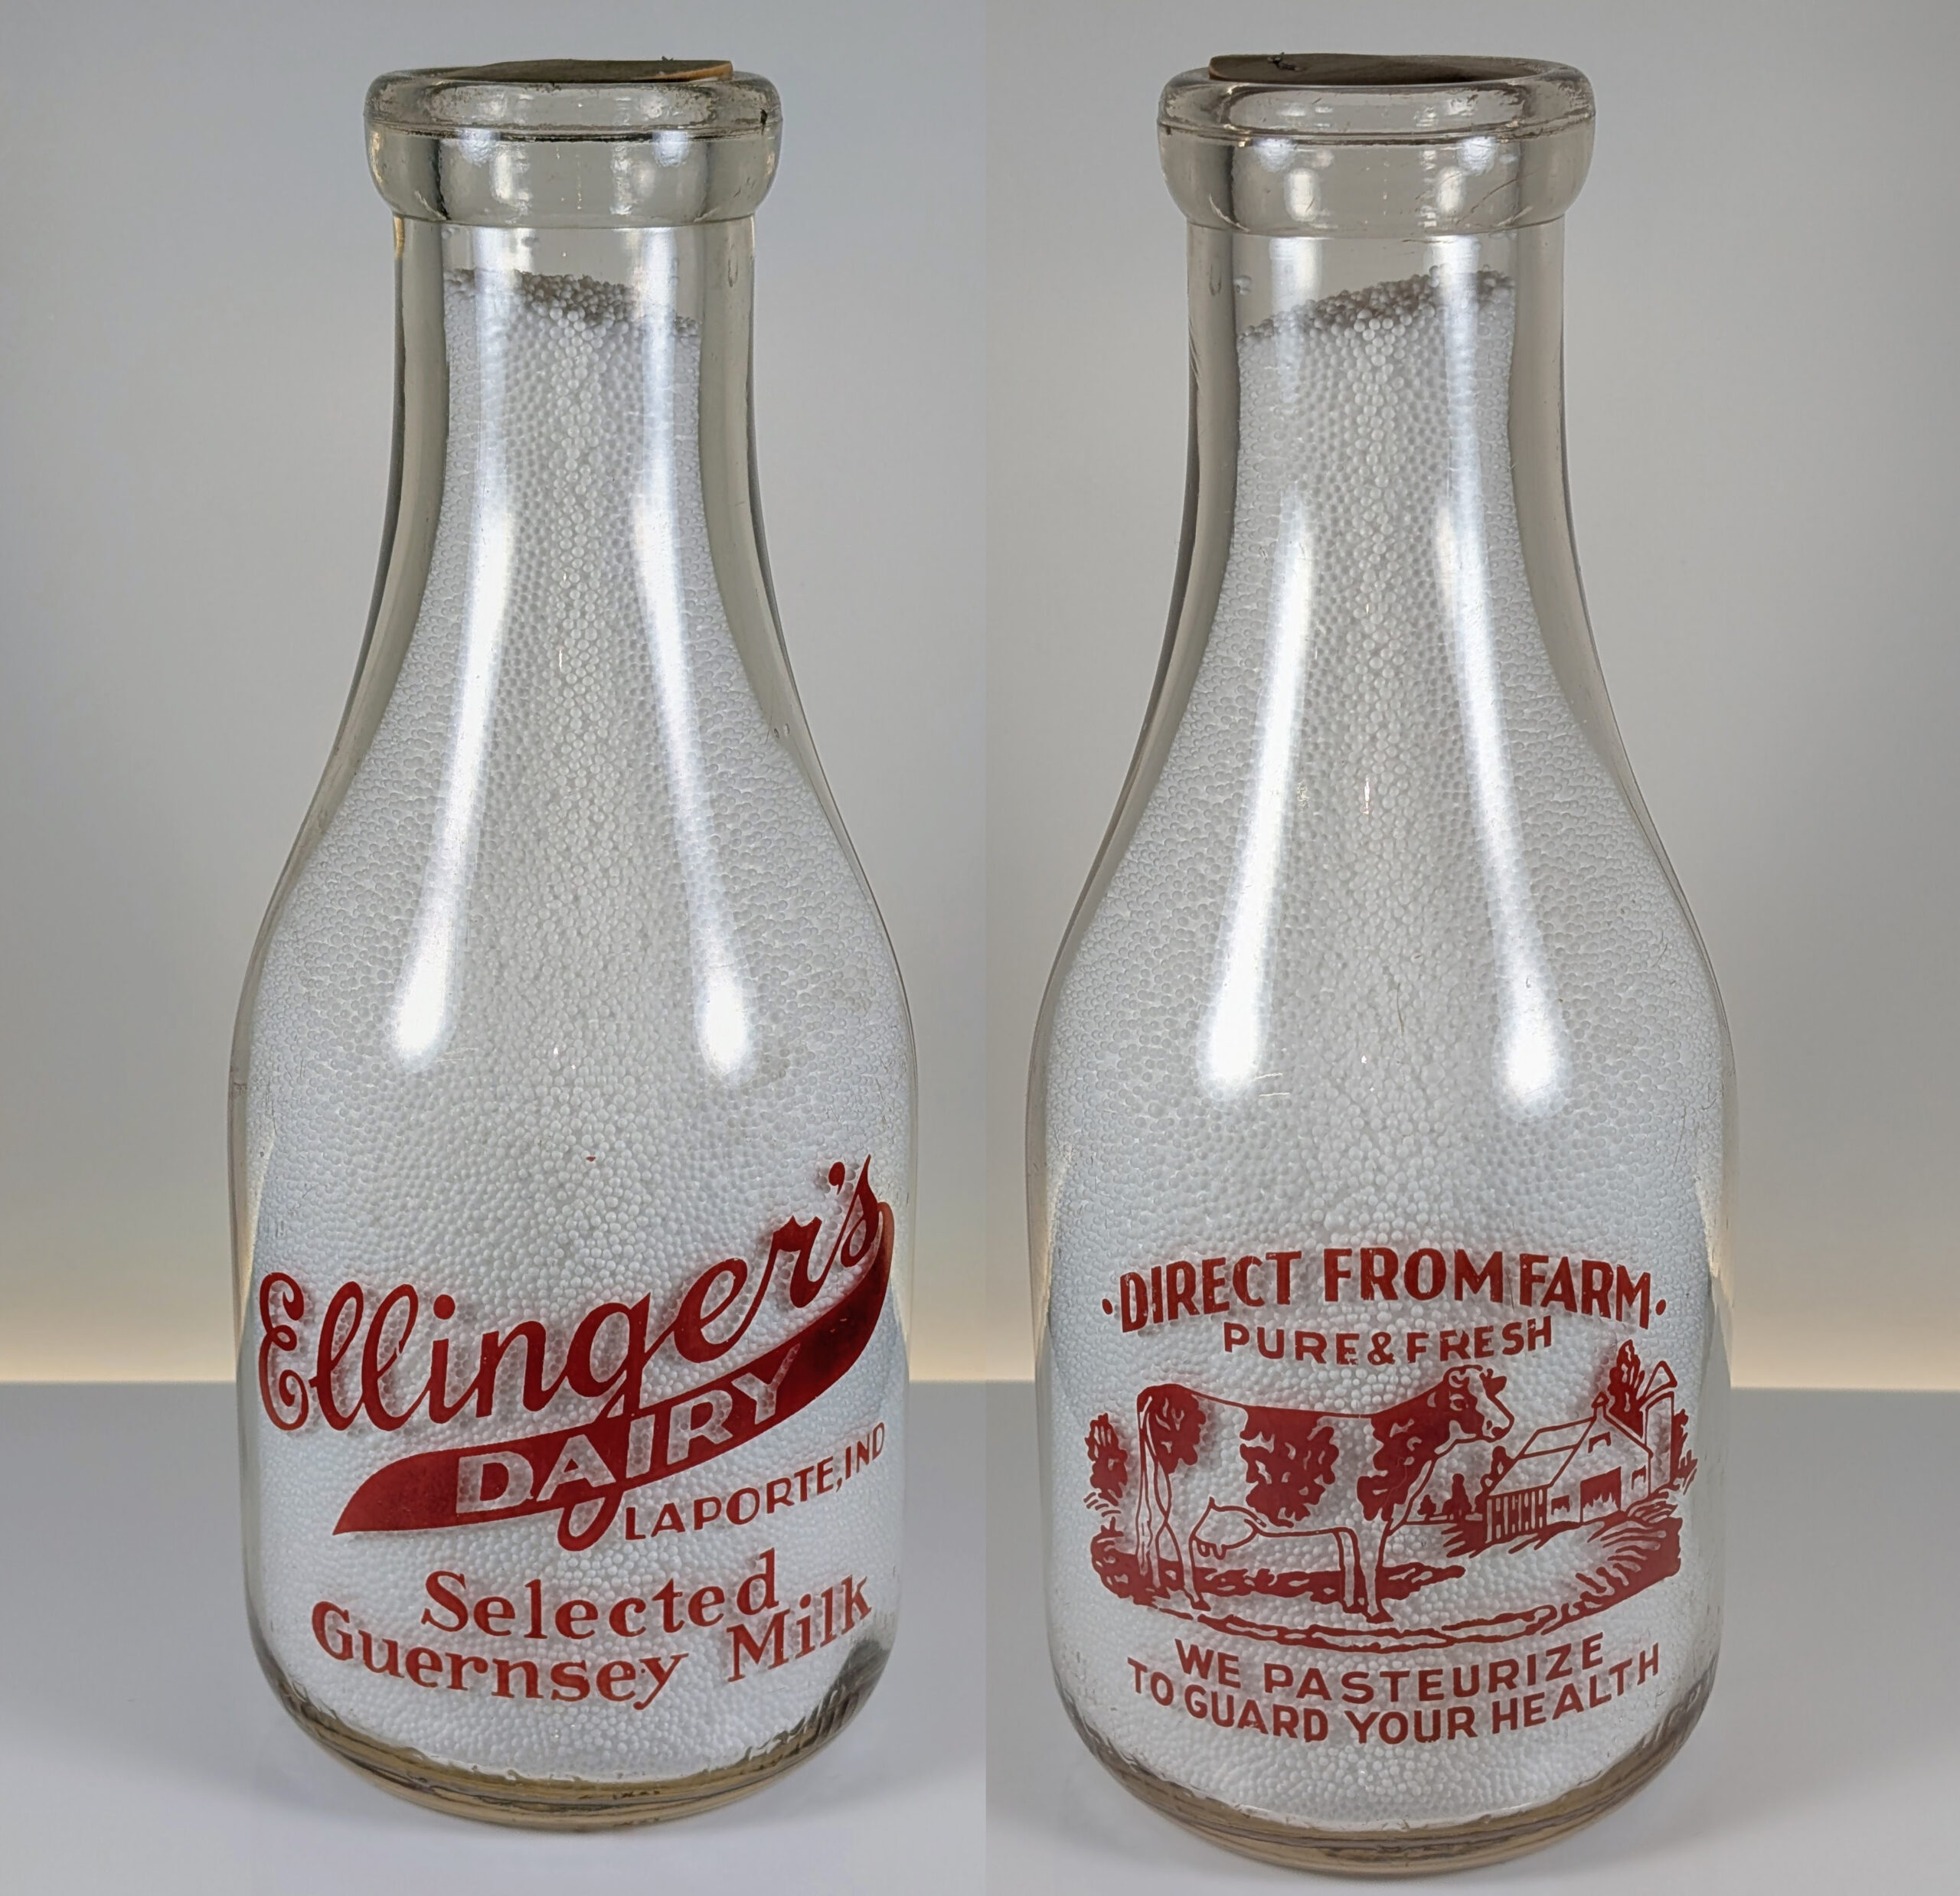 Ellinger's
DAIRY
LAPORTE, IND
Selected
Guernsey Milk
·DIRECT FROM FARM·
PURE & FRESH
WE PASTEURIZE
TO GUARD YOUR HEALTH